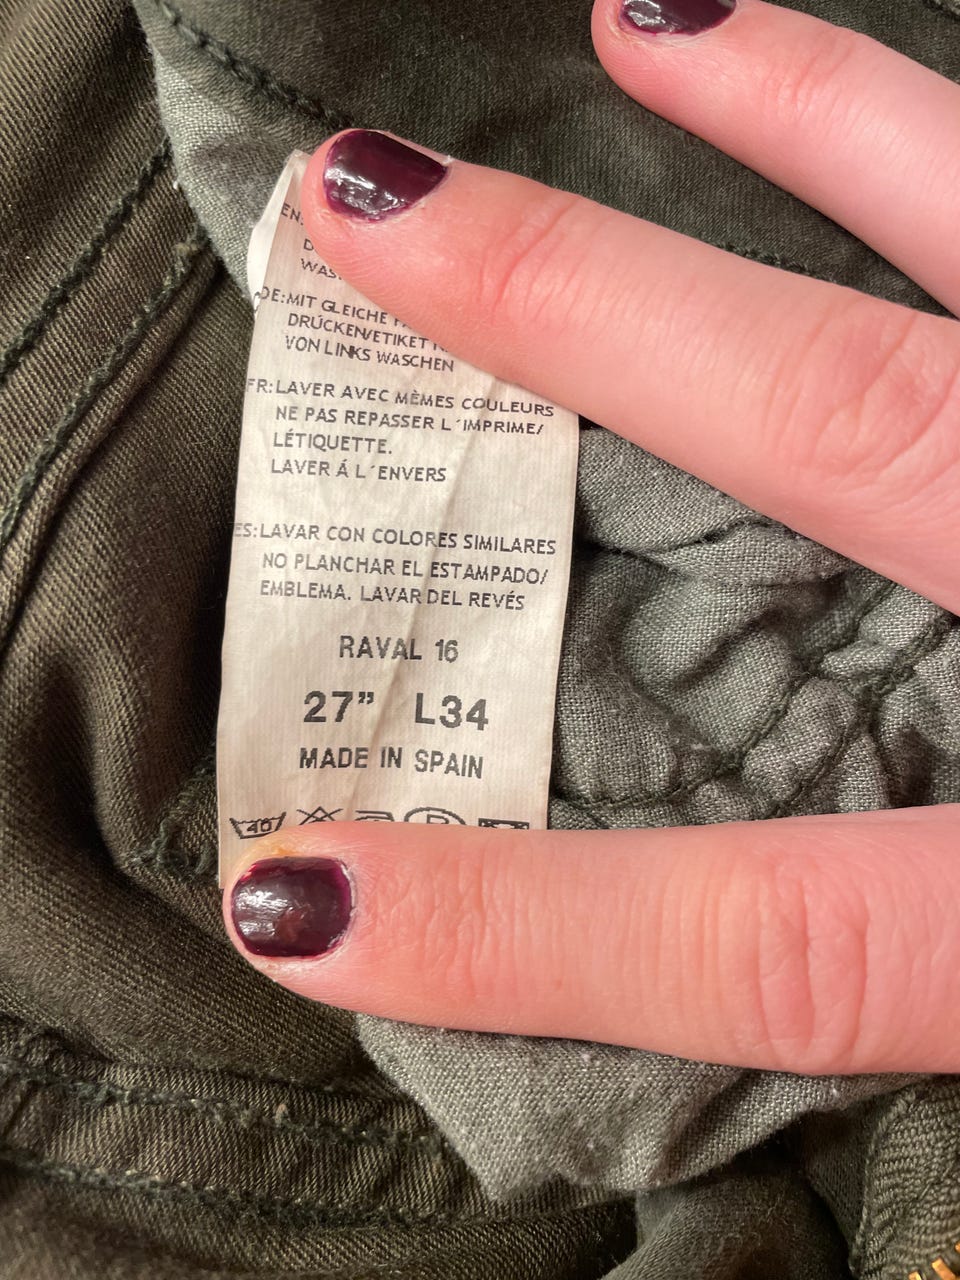 EN:
DE:MIT GLEICHE
DRÜCKEN/ETIKET
VON LINKS WASCHEN
FR:LAVER AVEC MÈMES COULEURS
NE PAS REPASSER L´IMPRIME/
LÉTIQUETTE.
LAVER Á L´ENVERS
ES:LAVAR CON COLORES SIMILARES
NO PLANCHAR EL ESTAMPADO/
EMBLEMA. LAVAR DEL REVÉS
RAVAL 16
27” L34
MADE IN SPAIN
40